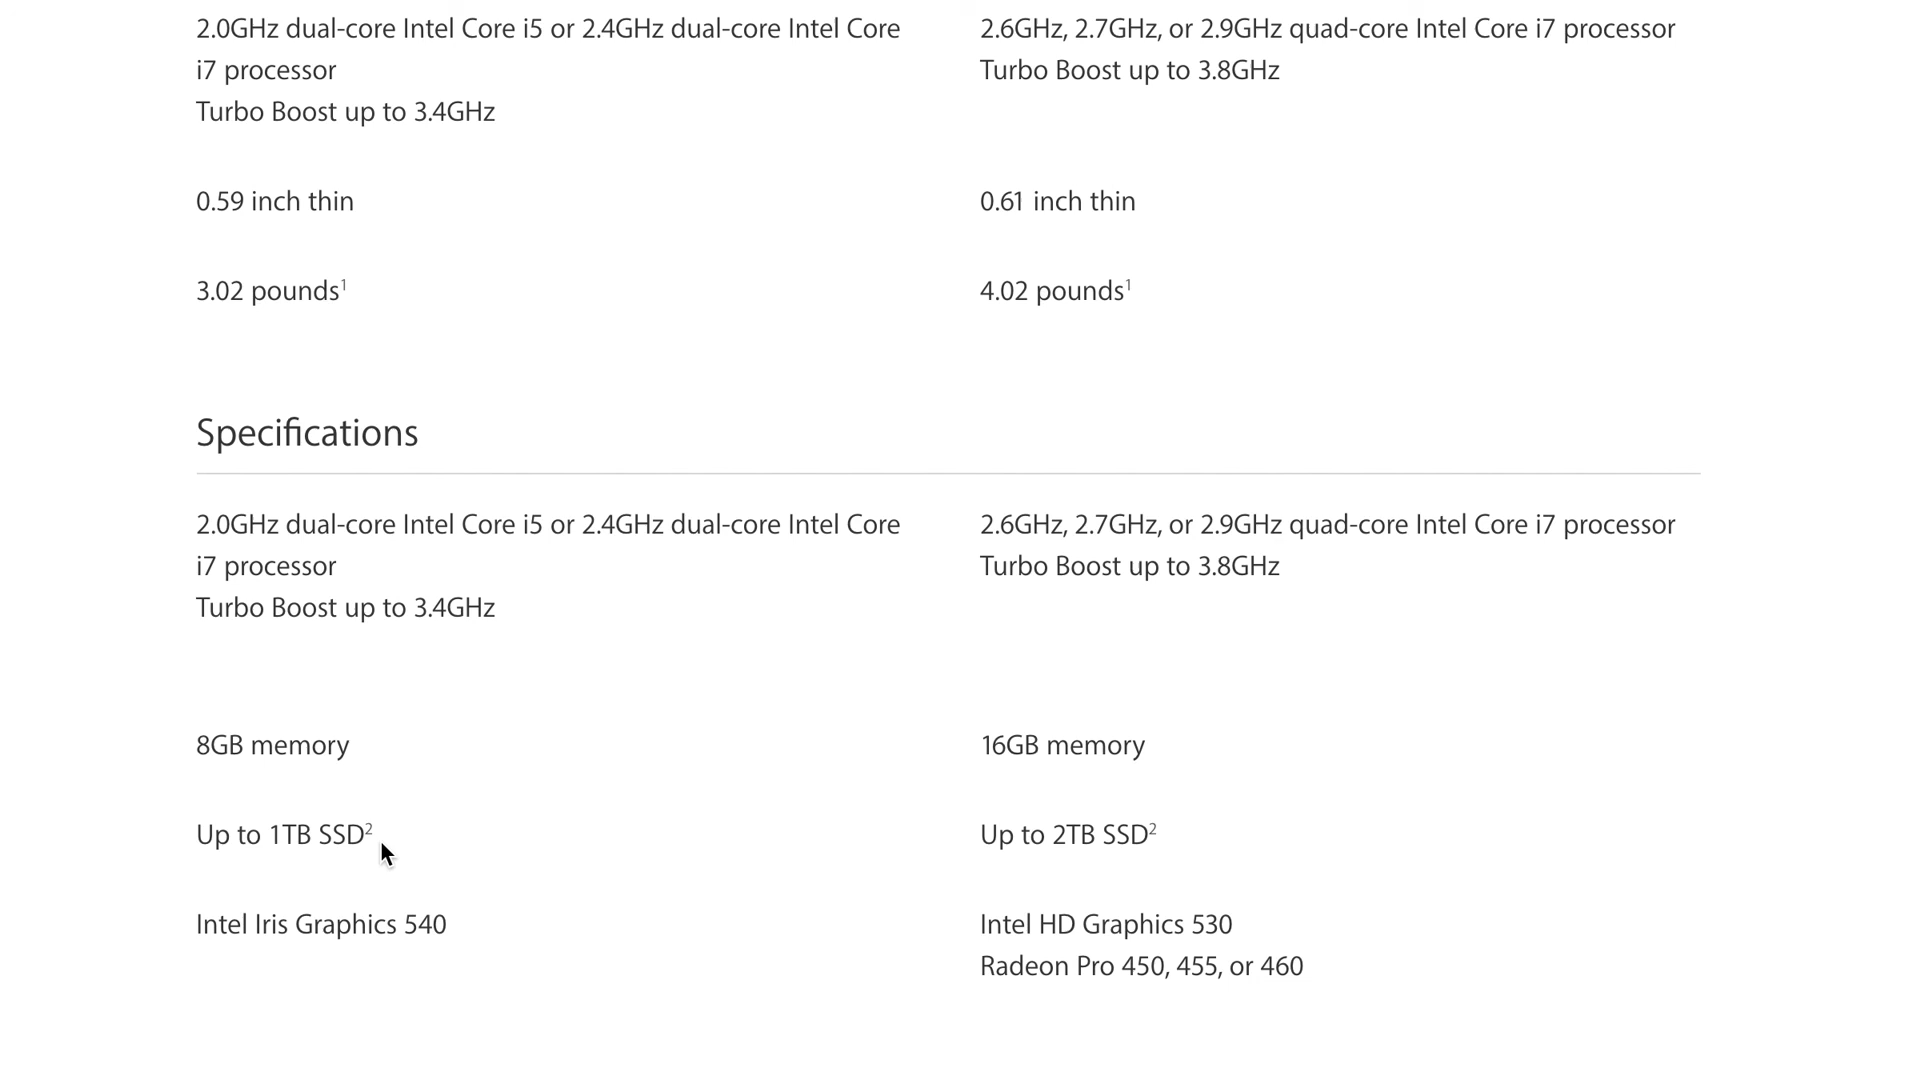 2.0GHz dual-core Intel Core i5 or 2.4GHz dual-core Intel Core
i7 processor
Turbo Boost up to 3.4GHz
2.6GHz, 2.7GHz, or 2.9GHz quad-core Intel Core i7 processor
Turbo Boost up to 3.8GHz
0.59 inch thin
0.61 inch thin
3.02 pounds¹
4.02 pounds¹
Specifications
2.0GHz dual-core Intel Core i5 or 2.4GHz dual-core Intel Core
i7 processor
Turbo Boost up to 3.4GHz
2.6GHz, 2.7GHz, or 2.9GHz quad-core Intel Core i7 processor
Turbo Boost up to 3.8GHz
8GB memory
16GB memory
Up to 1TB SSD²
Up to 2TB SSD²
Intel Iris Graphics 540
Intel HD Graphics 530
Radeon Pro 450, 455, or 460